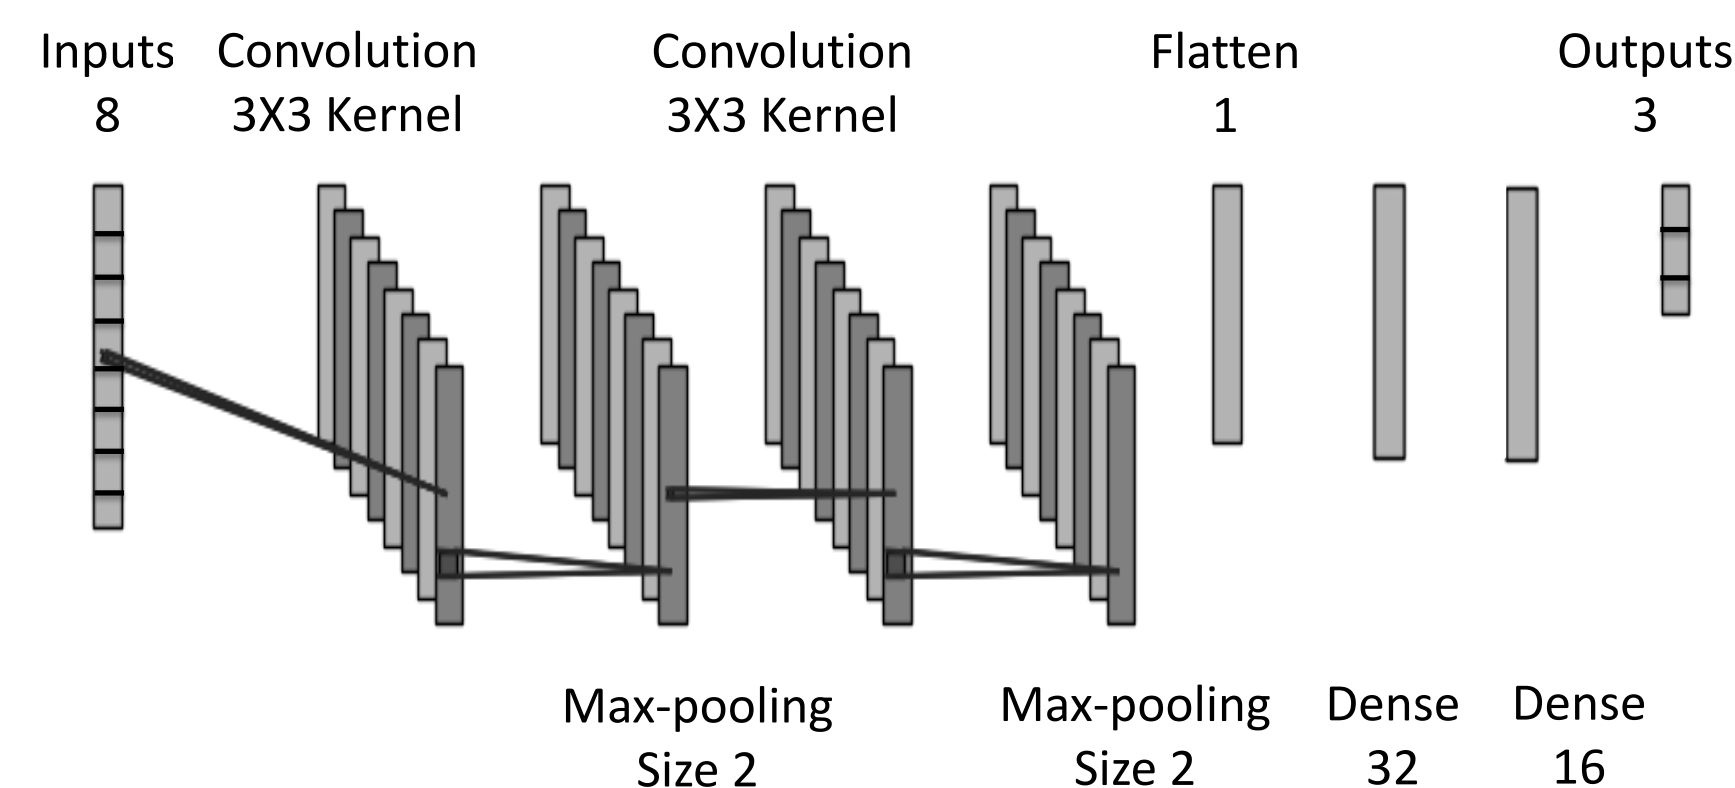 Inputs
8
Convolution
3X3 Kernel
Convolution
3X3 Kernel
Flatten
1
Outputs
3
Max-pooling
Size 2
Max-pooling
Size 2
Dense
32
Dense
16